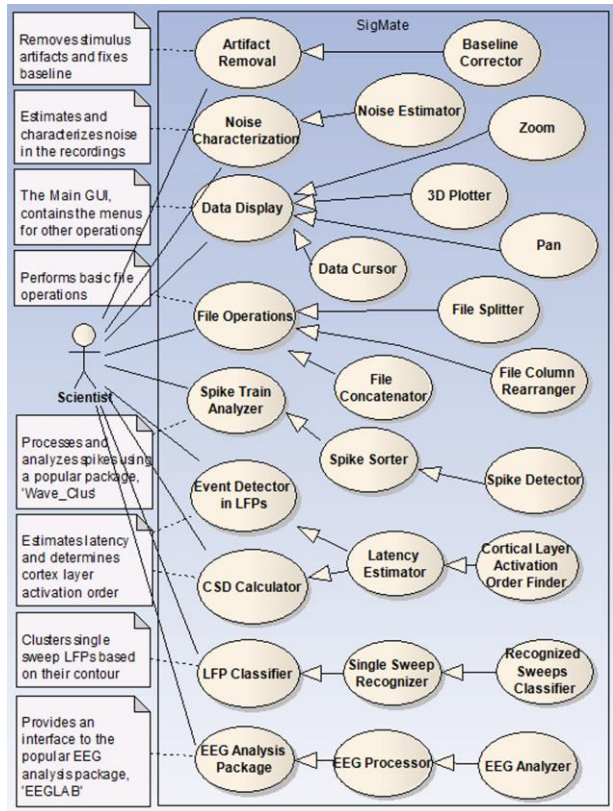 SigMate
Removes stimulus
artifacts and fixes
baseline
Artifact
Removal
Baseline
Corrector
Estimates and
characterizes noise
in the recordings
Noise
Characterization
Noise Estimator
Zoom
The Main GUI,
contains the menus
for other operations
Data Display
3D Plotter
Pan
Data Cursor
Performs basic file
operations
File Operations
File Splitter
File
Concatenator
File Column
Rearranger
Scientist
Spike Train
Analyzer
Processes and
analyzes spikes using
a popular package,
'Wave_Clus'
Spike Sorter
Spike Detector
Event Detector
in LFPs
Estimates latency
and determines
cortex layer
activation order
Latency
Estimator
Cortical Layer
Activation
Order Finder
CSD Calculator
Clusters single
sweep LFPs based
on their contour
LFP Classifier
Single Sweep
Recognizer
Recognized
Sweeps
Classifier
Provides an
interface to the
popular EEG
analysis package,
'EEGLAB'
EEG Analysis
Package
EEG Processor
EEG Analyzer